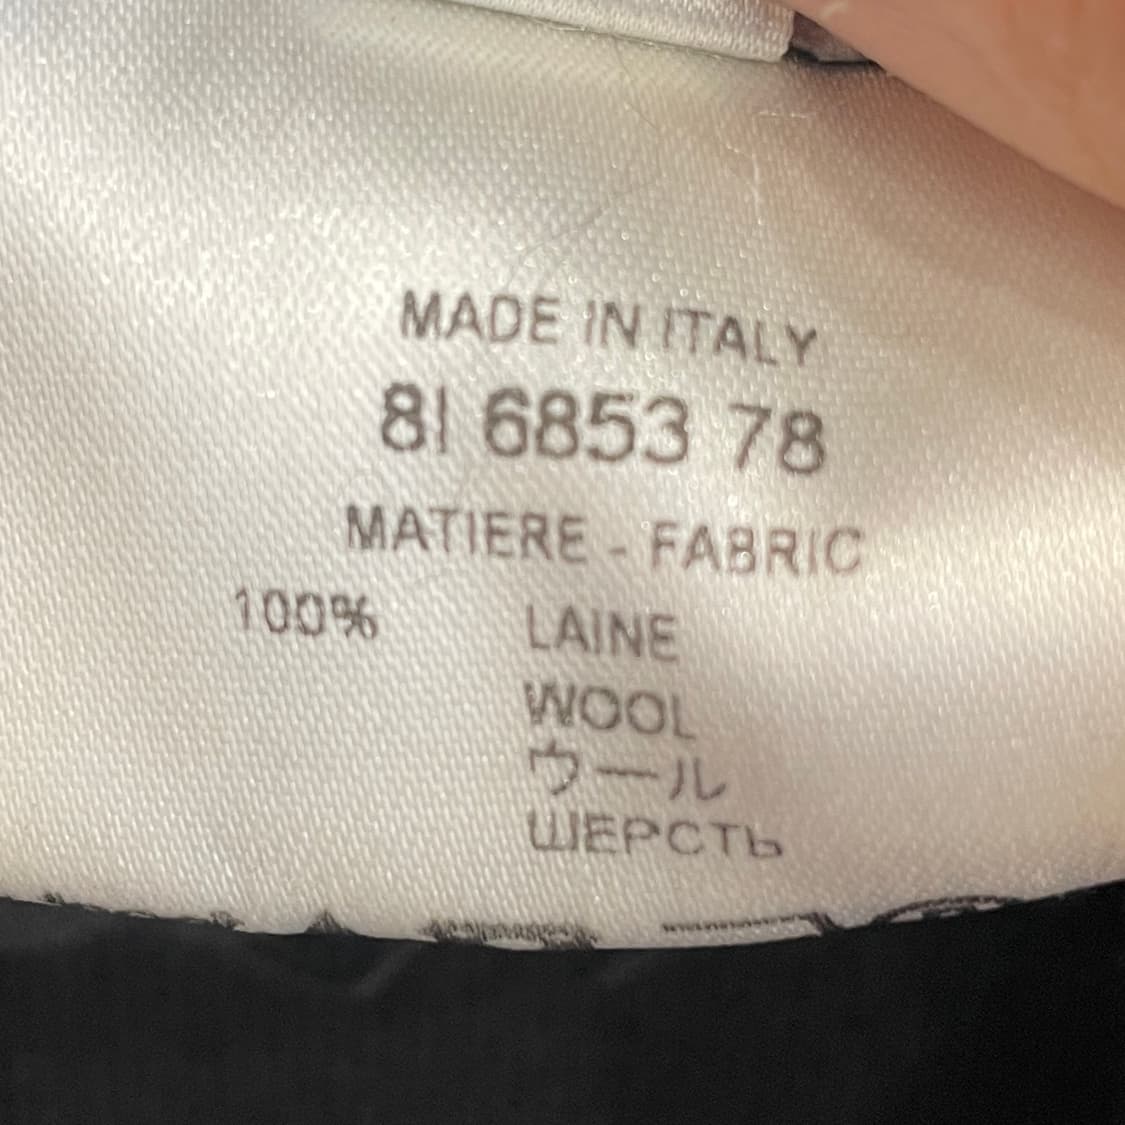 MADE IN ITALY
8I 6853 78
MATIERE - FABRIC
100% LAINE
WOOL
ウール
ШЕРСТЬ